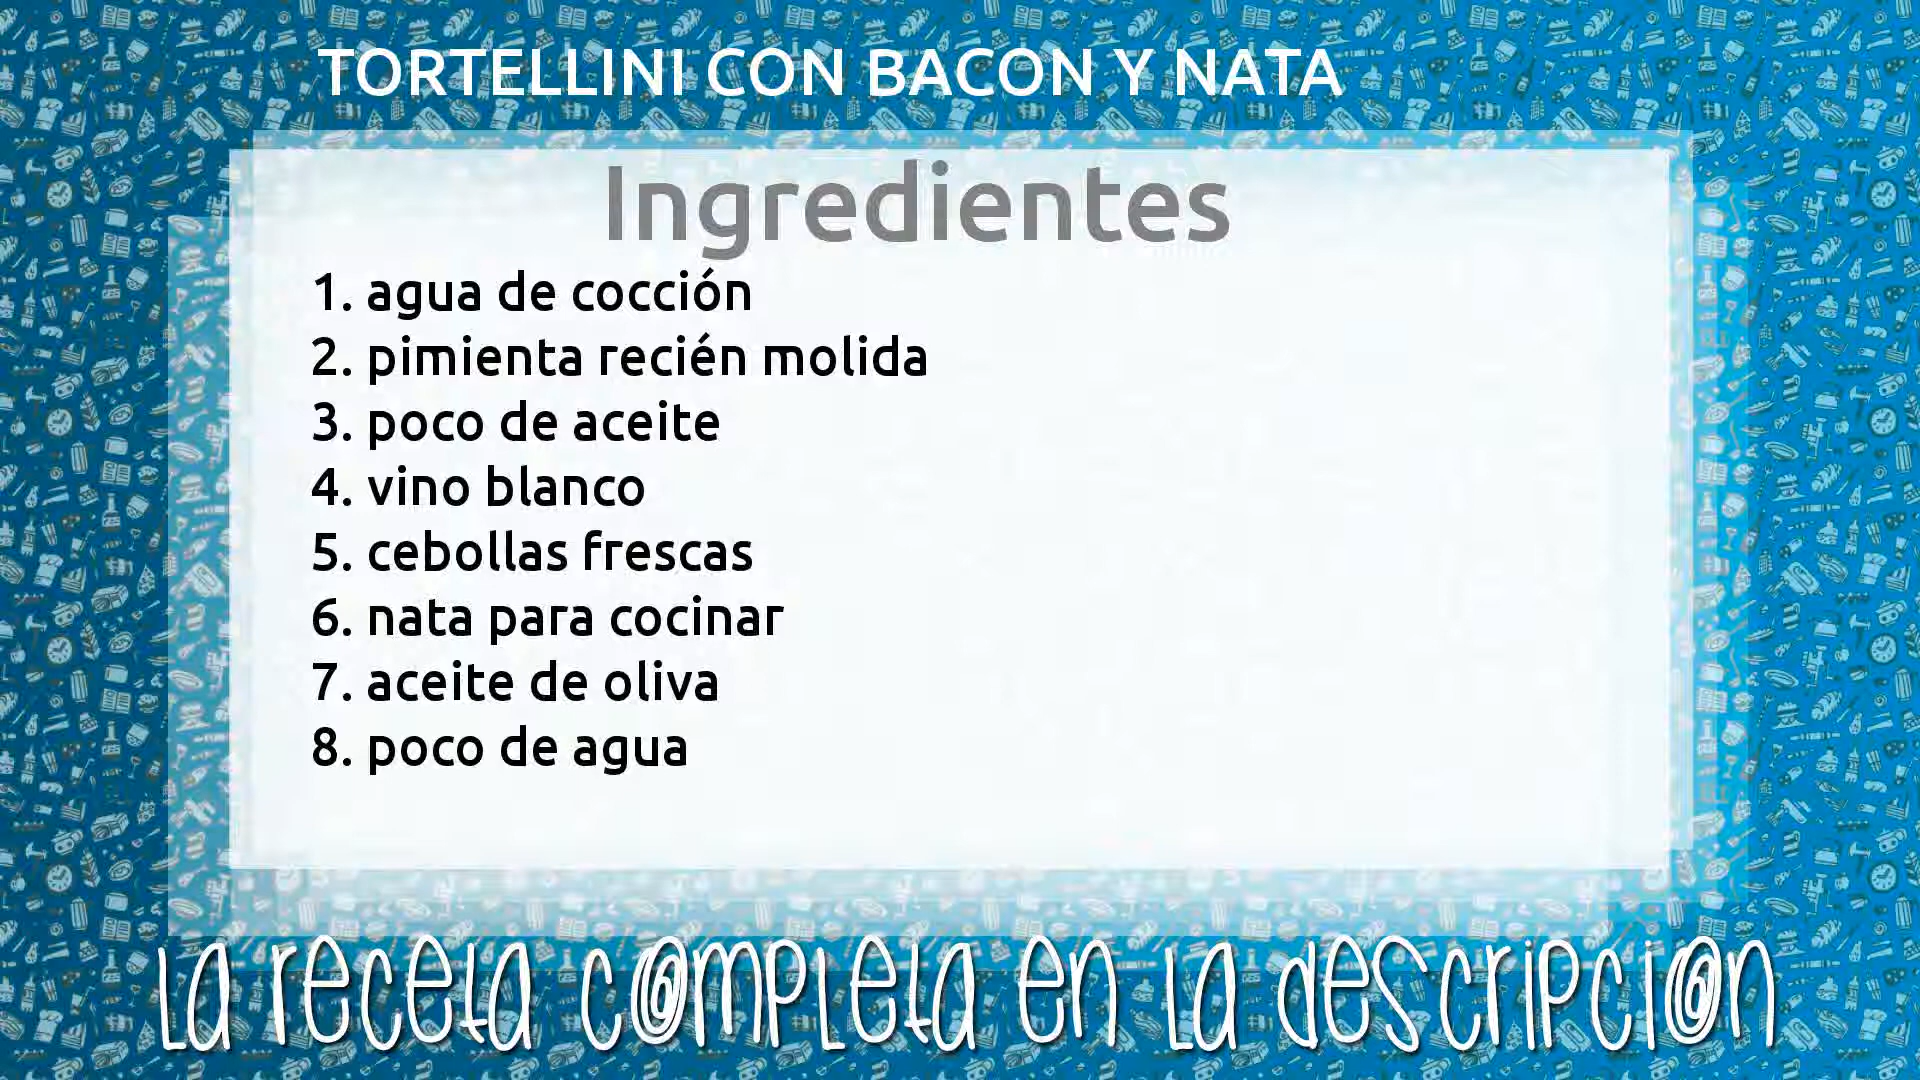 TORTELLINI CON BACON Y NATA
Ingredientes
1. agua de cocción
2. pimienta recién molida
3. poco de aceite
4. vino blanco
5. cebollas frescas
6. nata para cocinar
7. aceite de oliva
8. poco de agua
La receta completa en la descripción